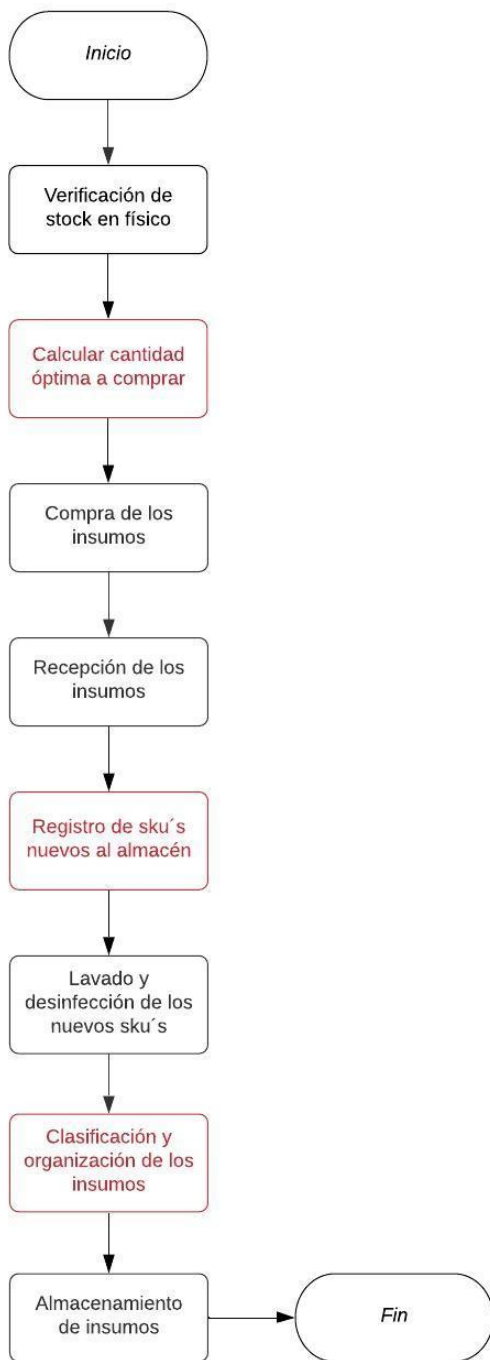 Inicio
Verificación de
stock en físico
Calcular cantidad
óptima a comprar
Compra de los
insumos
Recepción de los
insumos
Registro de sku´s
nuevos al almacén
Lavado y
desinfección de los
nuevos sku´s
Clasificación y
organización de los
insumos
Almacenamiento
de insumos
Fin